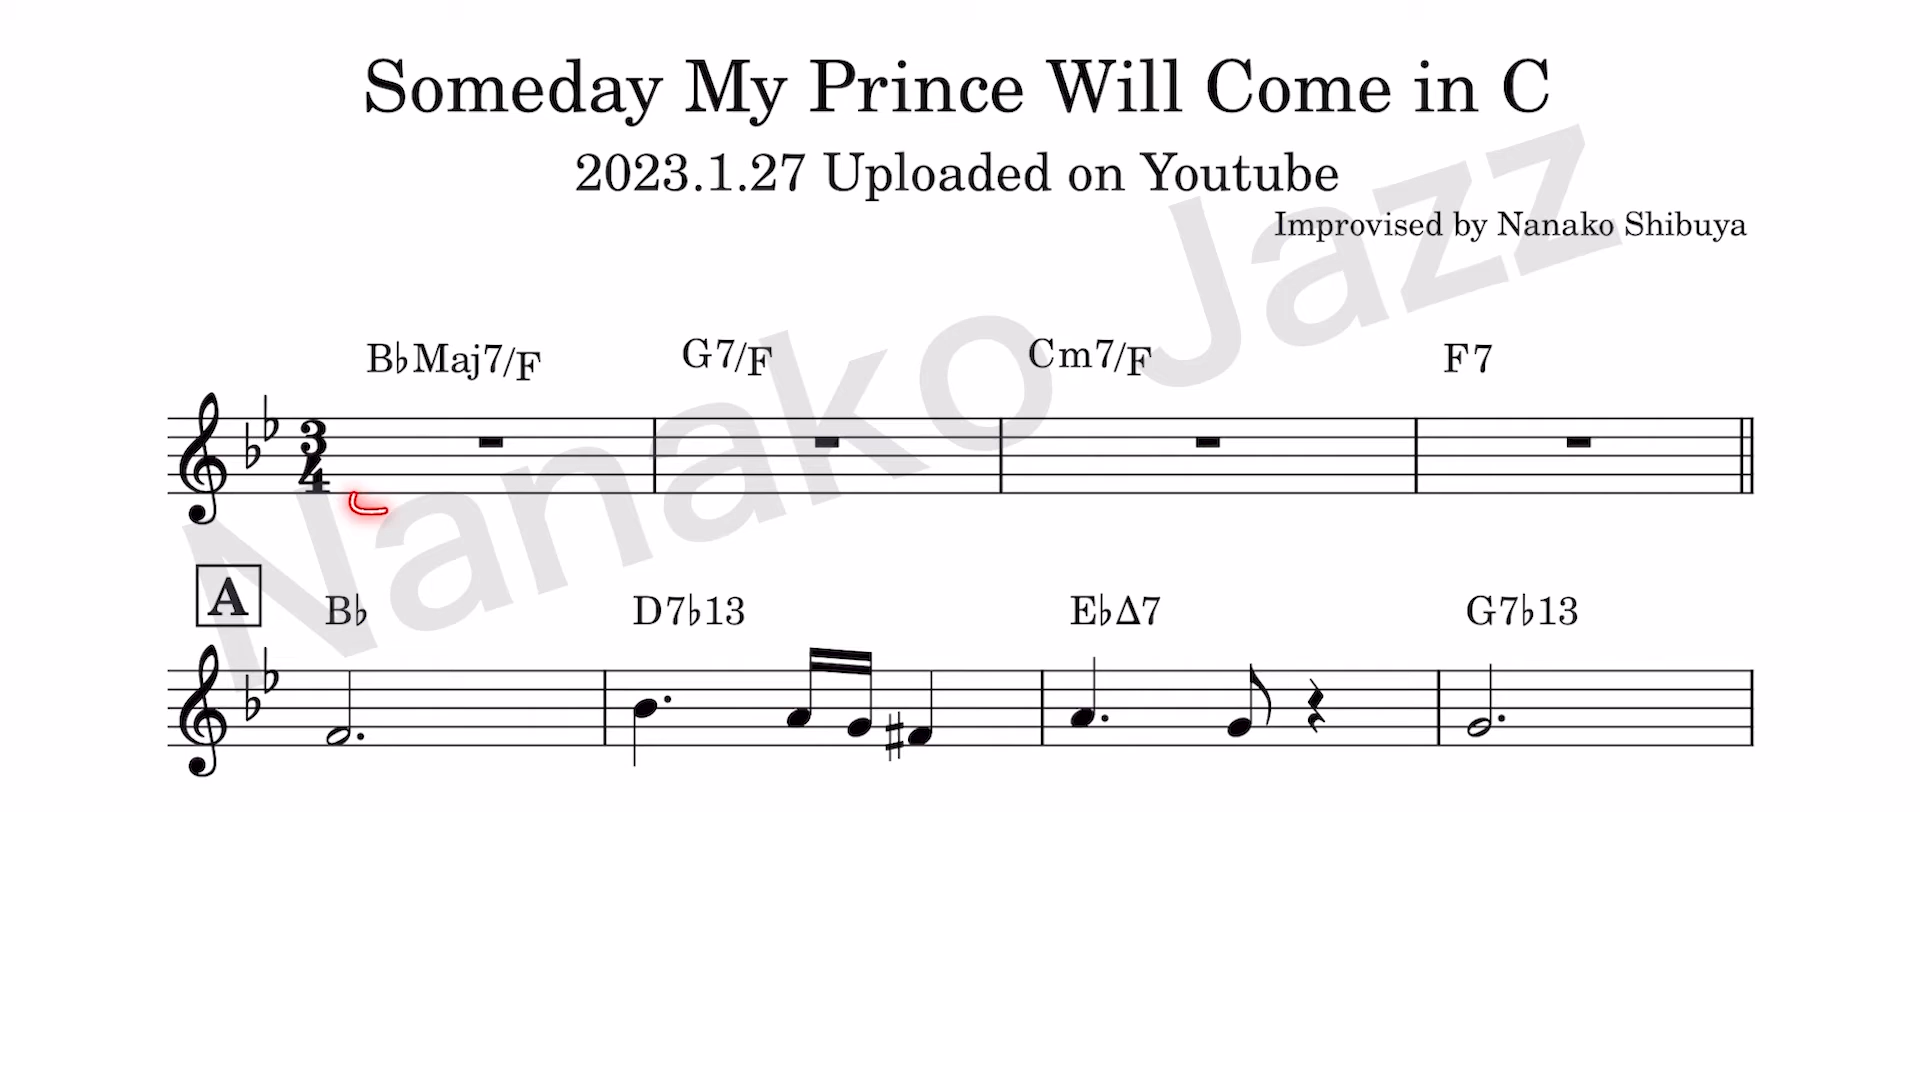 Someday My Prince Will Come in C
2023.1.27 Uploaded on Youtube
Improvised by Nanako Shibuya
Nanako Jazz
B♭Maj7/F G7/F Cm7/F F7
3
4
A B♭ D7♭13 E♭Δ7 G7♭13